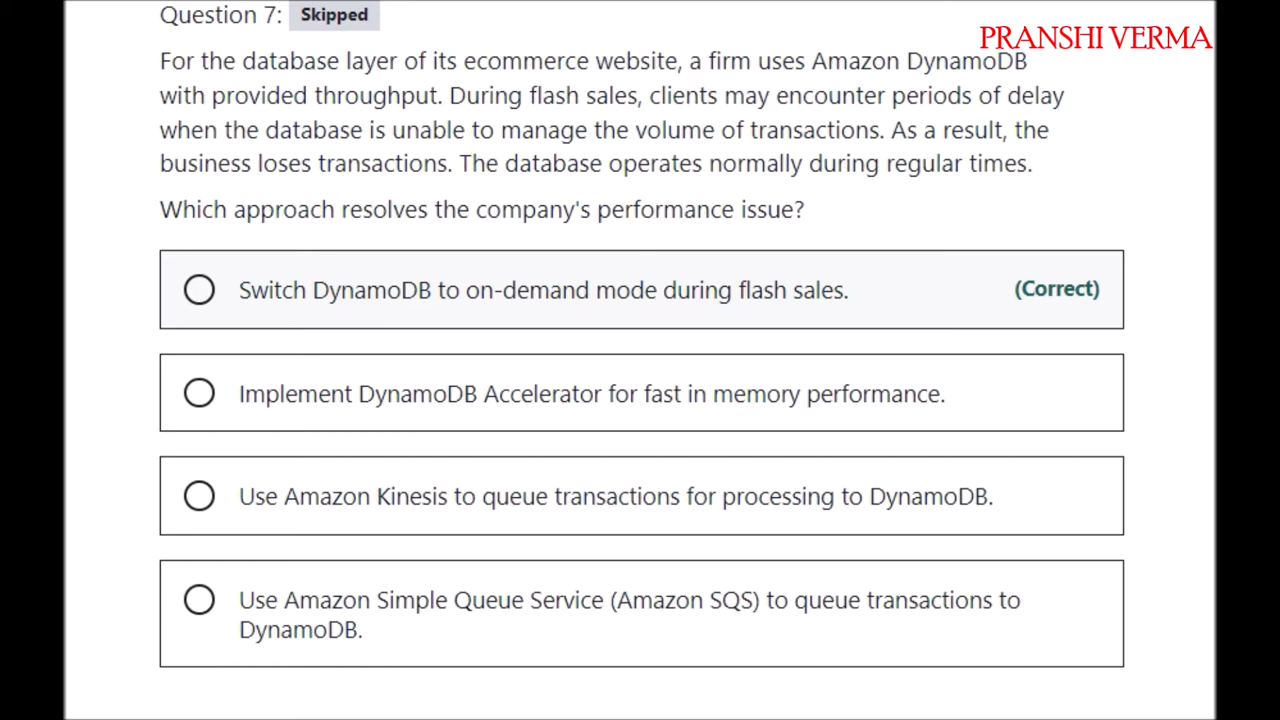 Question 7: Skipped
PRANSHI VERMA
For the database layer of its ecommerce website, a firm uses Amazon DynamoDB
with provided throughput. During flash sales, clients may encounter periods of delay
when the database is unable to manage the volume of transactions. As a result, the
business loses transactions. The database operates normally during regular times.
Which approach resolves the company's performance issue?
Switch DynamoDB to on-demand mode during flash sales. (Correct)
Implement DynamoDB Accelerator for fast in memory performance.
Use Amazon Kinesis to queue transactions for processing to DynamoDB.
Use Amazon Simple Queue Service (Amazon SQS) to queue transactions to
DynamoDB.